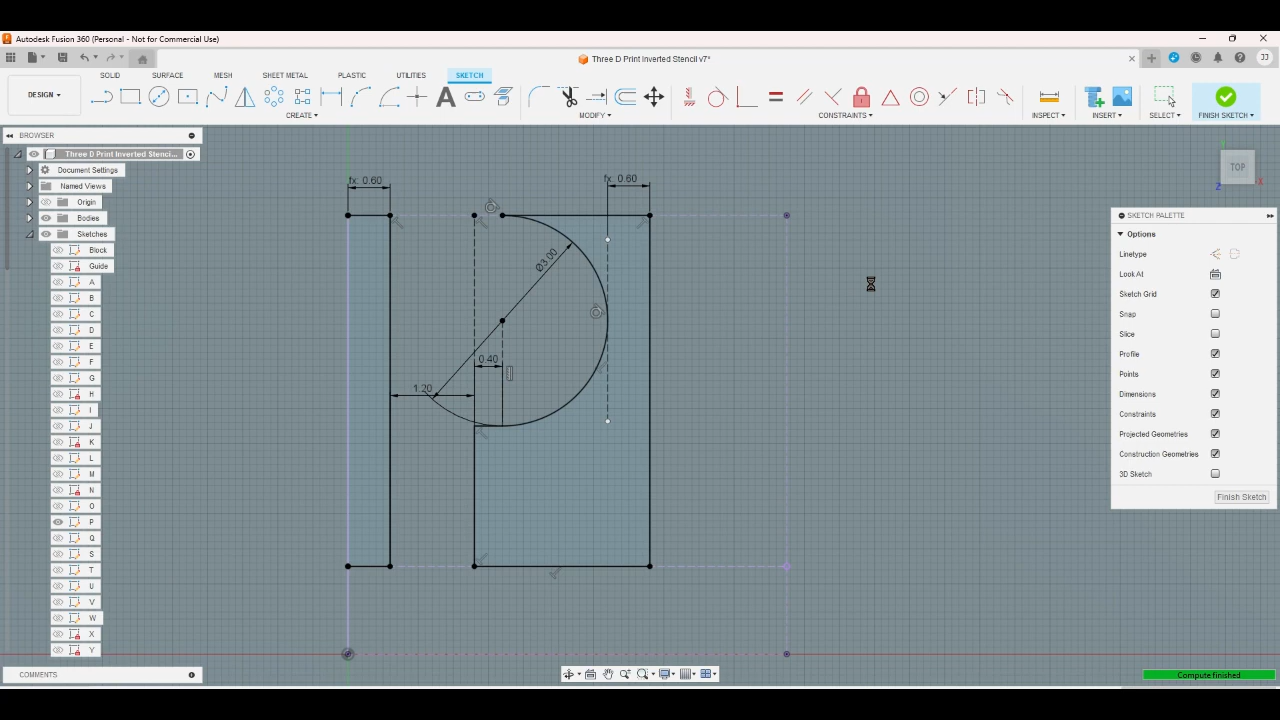 Autodesk Fusion 360 (Personal - Not for Commercial Use)
Three D Print Inverted Stencil v7*
JJ
DESIGN
SOLID SURFACE MESH SHEET METAL PLASTIC UTILITIES SKETCH
CREATE MODIFY CONSTRAINTS INSPECT INSERT SELECT FINISH SKETCH
BROWSER
Three D Print Inverted Stenci...
Document Settings
Named Views
Origin
Bodies
Sketches
Block
Guide
A
B
C
D
E
F
G
H
I
J
K
L
M
N
O
P
Q
S
T
U
V
W
X
Y
COMMENTS
fx: 0.60
fx: 0.60
Ø3.00
0.40
1.20
Y
TOP
X
Z
SKETCH PALETTE
Options
Linetype
Look At
Sketch Grid
Snap
Slice
Profile
Points
Dimensions
Constraints
Projected Geometries
Construction Geometries
3D Sketch
Finish Sketch
Compute finished